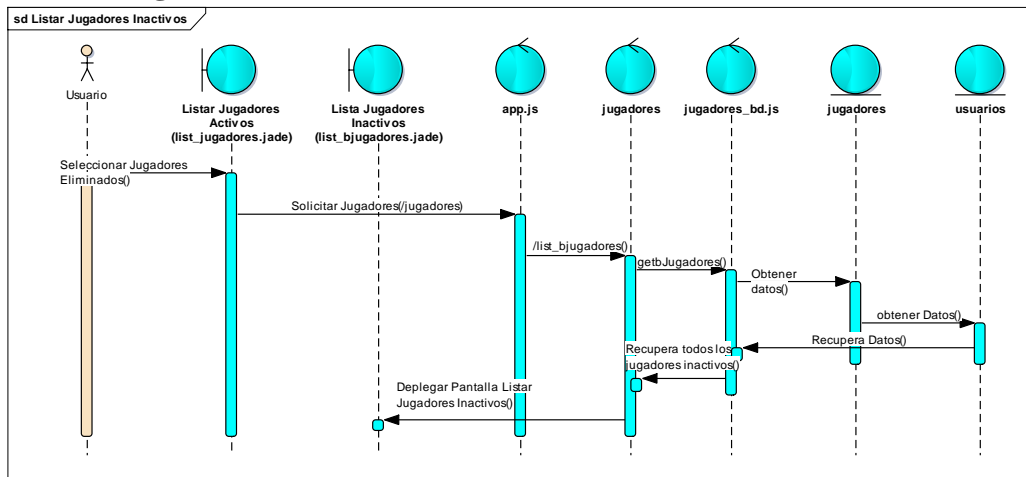 sd Listar Jugadores Inactivos
Usuario
Listar Jugadores
Activos
(list_jugadores.jade)
Lista Jugadores
Inactivos
(list_bjugadores.jade)
app.js
jugadores
jugadores_bd.js
jugadores
usuarios
Seleccionar Jugadores
Eliminados()
Solicitar Jugadores(/jugadores)
/list_bjugadores()
getbJugadores()
Obtener
datos()
obtener Datos()
Recupera Datos()
Recupera todos los
jugadores inactivos()
Deplegar Pantalla Listar
Jugadores Inactivos()